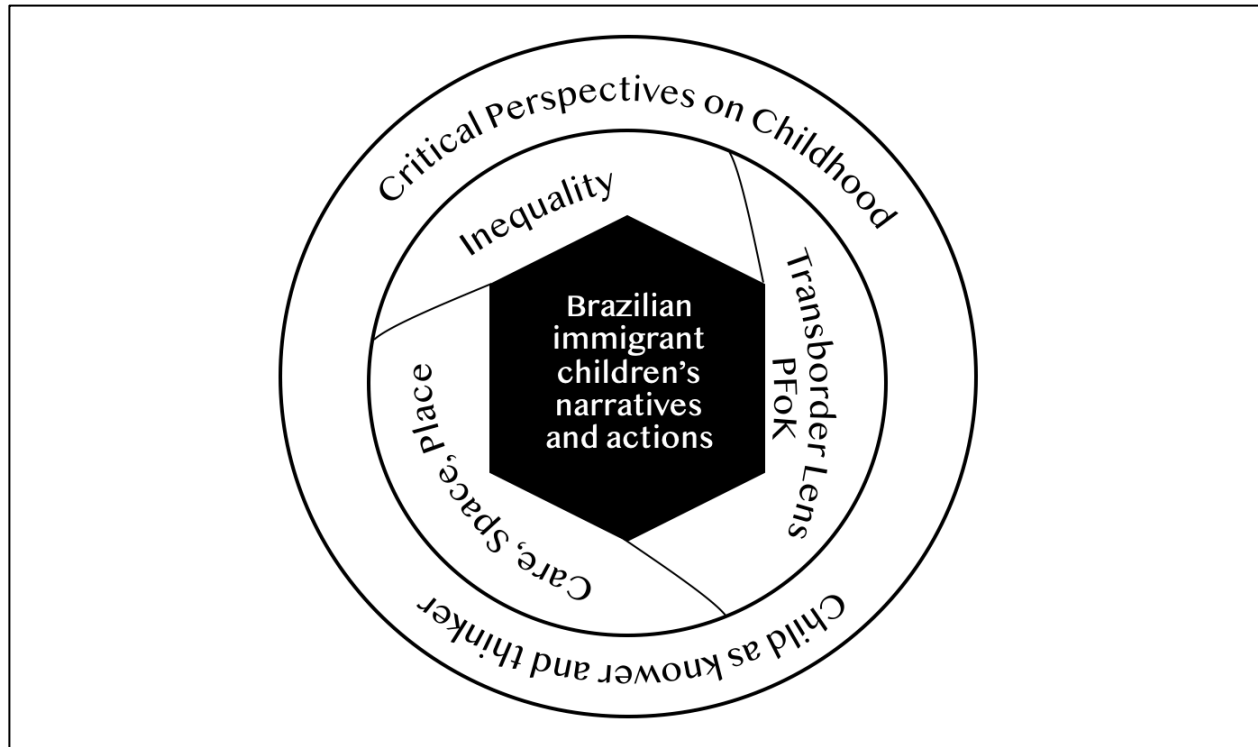 Critical Perspectives on Childhood
Inequality
Transborder Lens
PFoK
Brazilian
immigrant
children's
narratives
and actions
Care, Space, Place
Child as knower and thinker